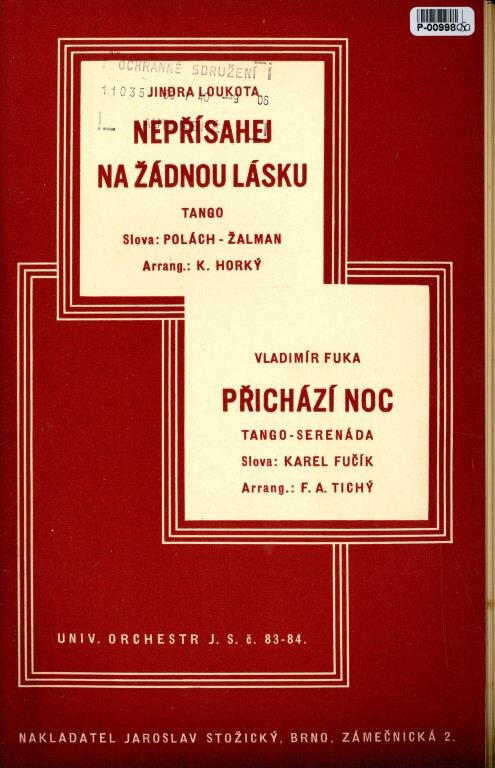 P-00998050
OCHRANNÉ SDRUŽENÍ
11035
JINDRA LOUKOTA
NEPŘÍSAHEJ
NA ŽÁDNOU LÁSKU
TANGO
Slova: POLÁCH - ŽALMAN
Arrang.: K. HORKÝ
VLADIMÍR FUKA
PŘICHÁZÍ NOC
TANGO-SERENÁDA
Slova: KAREL FUČÍK
Arrang.: F. A. TICHÝ
UNIV. ORCHESTR J. S. č. 83-84.
NAKLADATEL JAROSLAV STOŽICKÝ, BRNO, ZÁMEČNICKÁ 2.